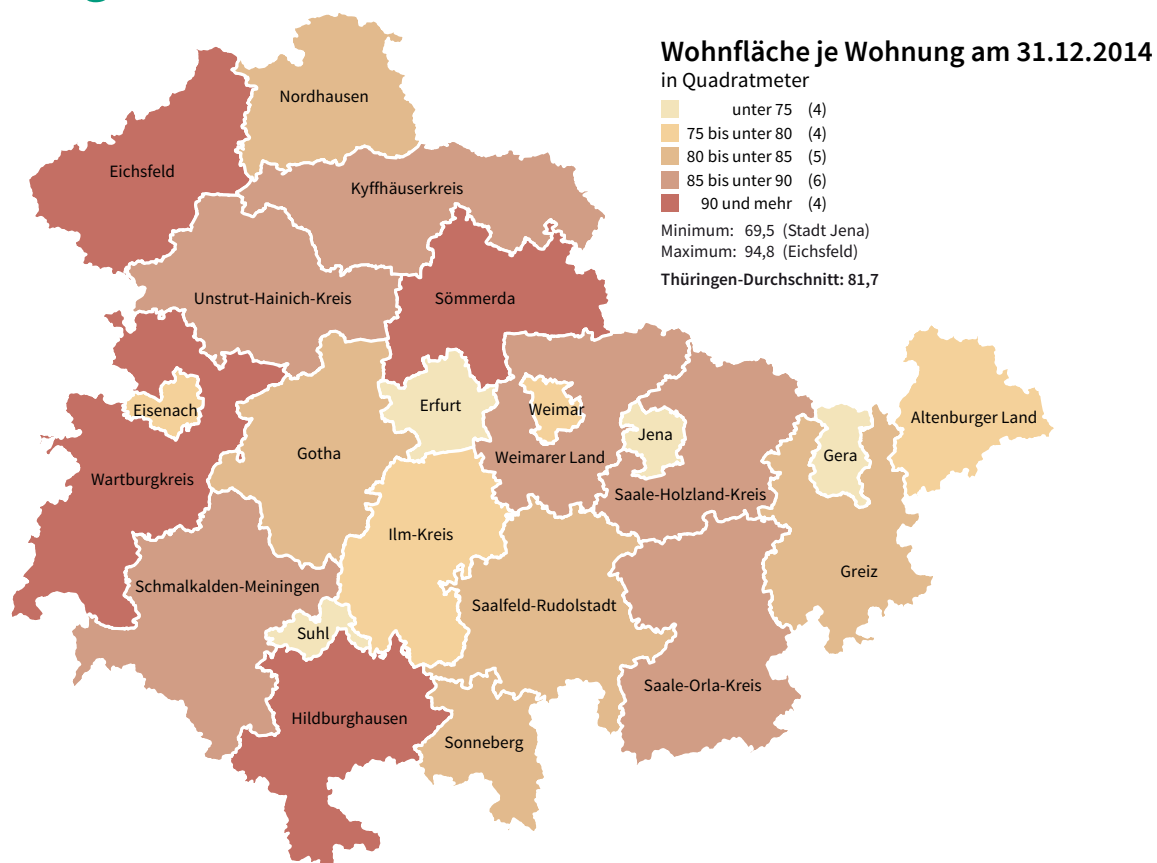 Wohnfläche je Wohnung am 31.12.2014
in Quadratmeter
unter 75 (4)
75 bis unter 80 (4)
80 bis unter 85 (5)
85 bis unter 90 (6)
90 und mehr (4)
Minimum: 69,5 (Stadt Jena)
Maximum: 94,8 (Eichsfeld)
Thüringen-Durchschnitt: 81,7
Nordhausen
Eichsfeld
Kyffhäuserkreis
Unstrut-Hainich-Kreis
Sömmerda
Eisenach
Erfurt
Weimar
Altenburger Land
Jena
Gera
Gotha
Weimarer Land
Wartburgkreis
Saale-Holzland-Kreis
Ilm-Kreis
Greiz
Schmalkalden-Meiningen
Saalfeld-Rudolstadt
Suhl
Saale-Orla-Kreis
Hildburghausen
Sonneberg